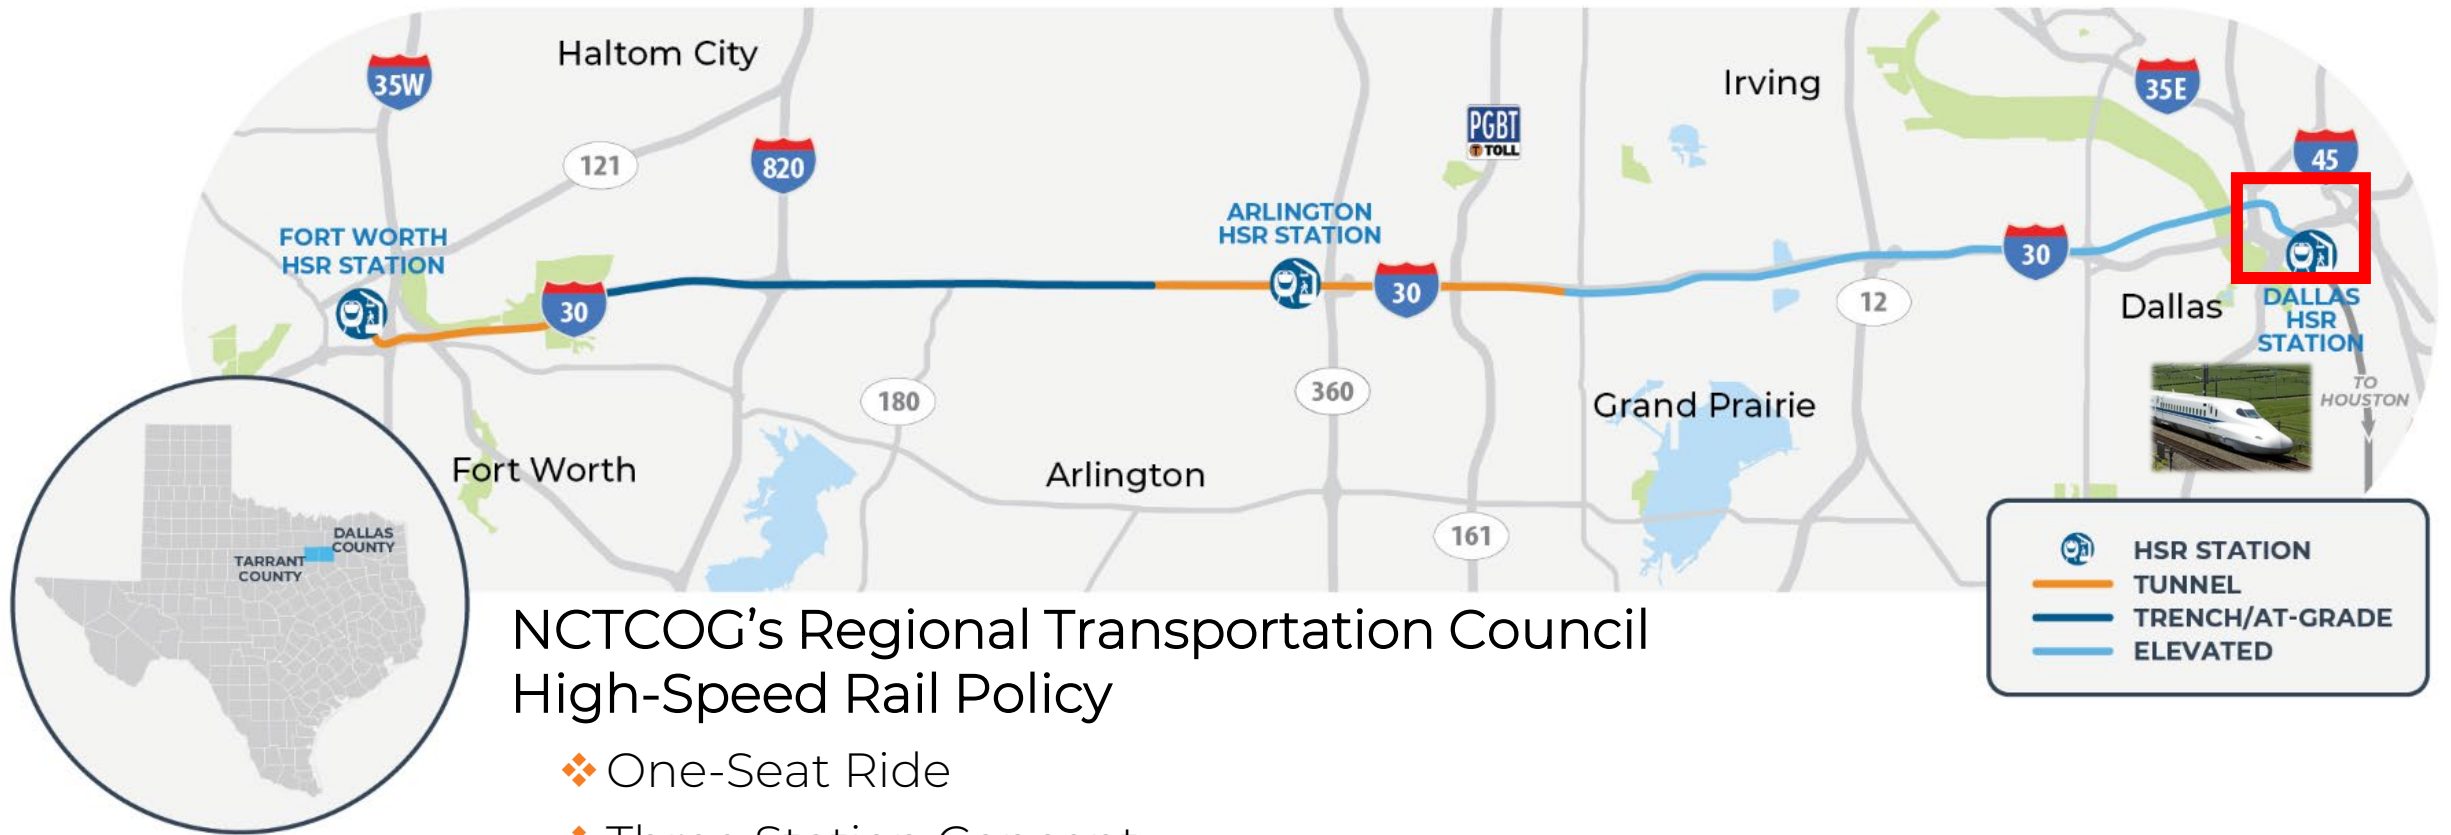 Haltom City
35W
121
820
PGBT
TOLL
Irving
35E
45
FORT WORTH
HSR STATION
30
ARLINGTON
HSR STATION
30
30
12
Dallas
DALLAS
HSR
STATION
TO
HOUSTON
180
360
Grand Prairie
Fort Worth
Arlington
161
DALLAS
COUNTY
TARRANT
COUNTY
HSR STATION
TUNNEL
TRENCH/AT-GRADE
ELEVATED
NCTCOG’s Regional Transportation Council
High-Speed Rail Policy
❖ One-Seat Ride
Three Station Concept